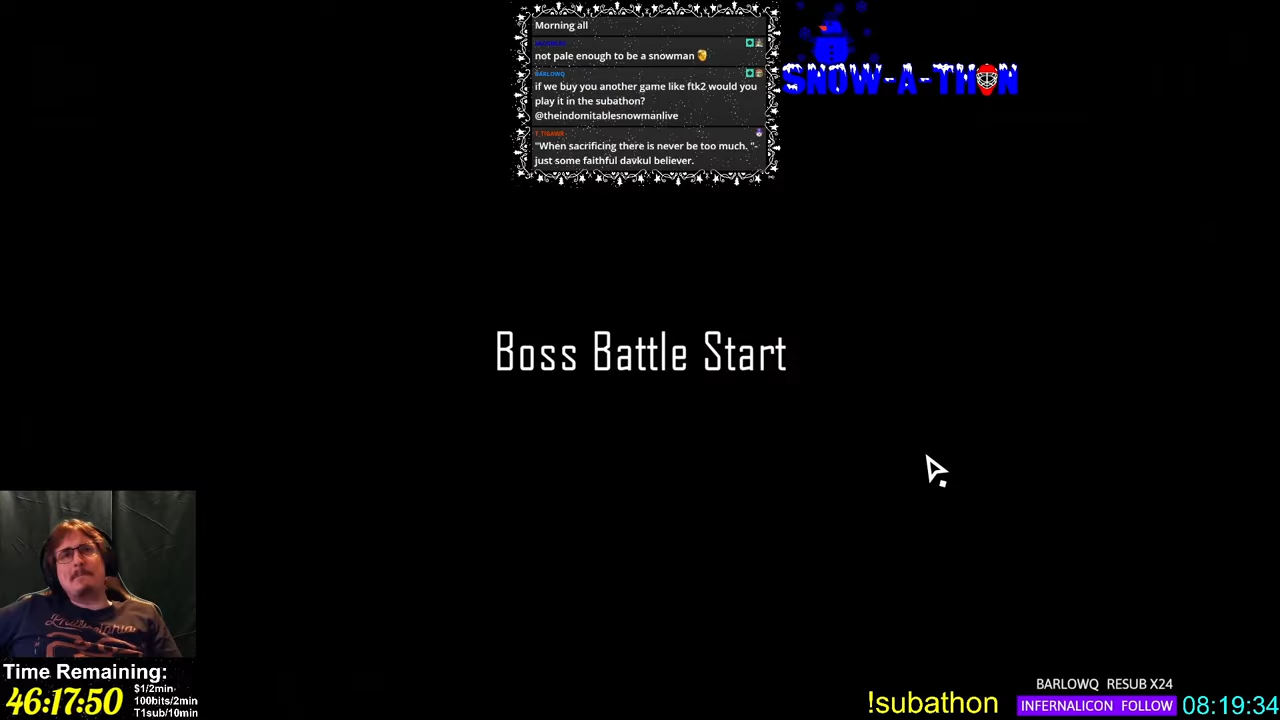 Morning all
not pale enough to be a snowman
BARLOWQ
if we buy you another game like ftk2 would you
play it in the subathon?
@theindomitablesnowmanlive
T_TIGAWR
"When sacrificing there is never be too much. "-
just some faithful davkul believer.
SNOW-A-THON
Boss Battle Start
Time Remaining:
46:17:50
$1/2min
100bits/2min
T1sub/10min
!subathon
BARLOWQ RESUB X24
INFERNALICON FOLLOW
08:19:34